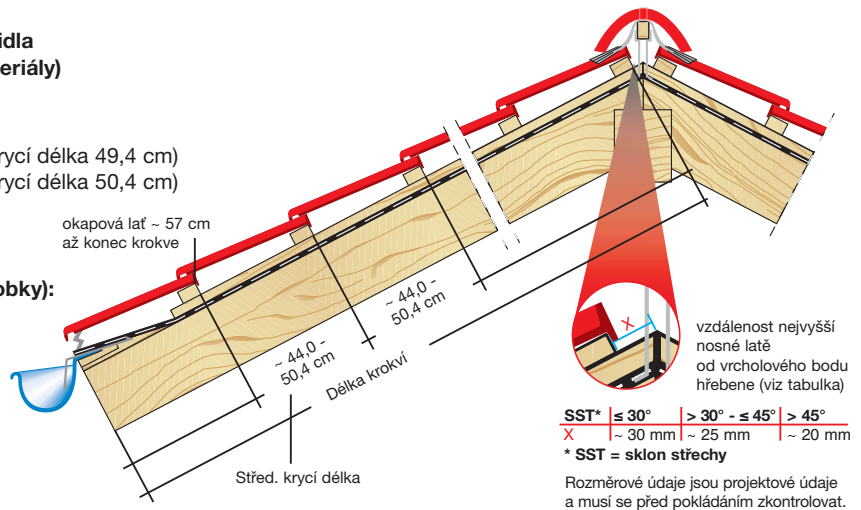 idla
eriály)
rycí délka 49,4 cm)
rycí délka 50,4 cm)
okapová lať ~ 57 cm
až konec krokve
obky):
~ 44,0 -
50,4 cm
~ 44,0 -
50,4 cm
Délka krokví
Střed. krycí délka
X
vzdálenost nejvyšší
nosné latě
od vrcholového bodu
hřebene (viz tabulka)
SST* ≤ 30° > 30° - ≤ 45° > 45°
X ~ 30 mm ~ 25 mm ~ 20 mm
* SST = sklon střechy
Rozměrové údaje jsou projektové údaje
a musí se před pokládáním zkontrolovat.